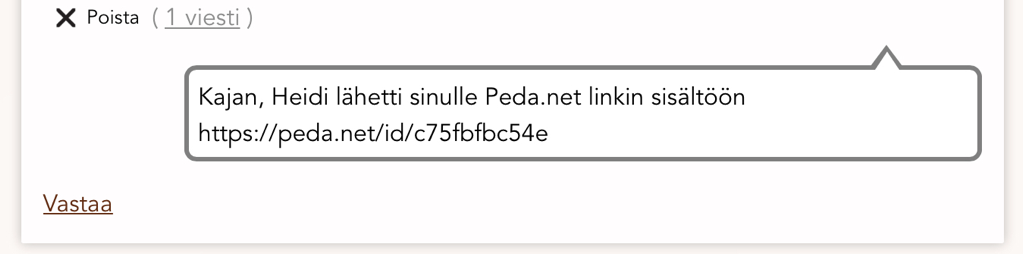 Poista ( 1 viesti )
Kajan, Heidi lähetti sinulle Peda.net linkin sisältöön
https://peda.net/id/c75fbfbc54e
Vastaa